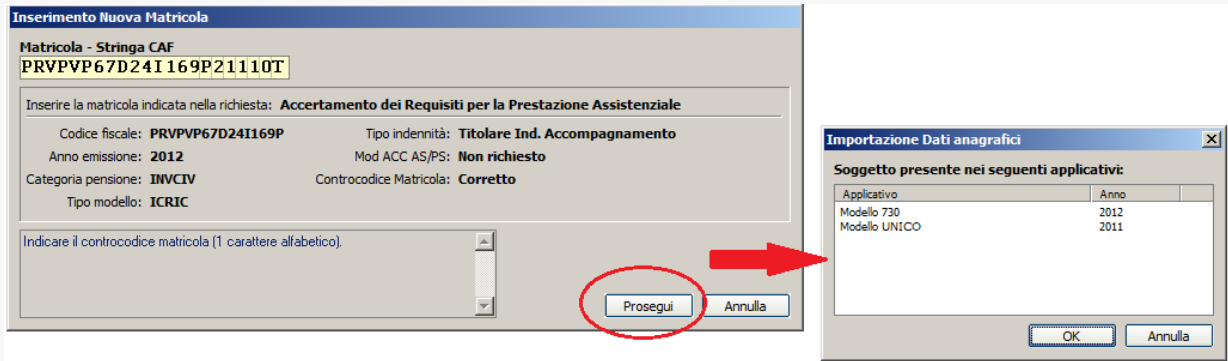 Inserimento Nuova Matricola
Matricola - Stringa CAF
PRVPVP67D24I169P21110T
Inserire la matricola indicata nella richiesta: Accertamento dei Requisiti per la Prestazione Assistenziale
Codice fiscale: PRVPVP67D24I169P Tipo indennità: Titolare Ind. Accompagnamento
Anno emissione: 2012 Mod ACC AS/PS: Non richiesto
Categoria pensione: INVCIV Controcodice Matricola: Corretto
Tipo modello: ICRIC
Indicare il controcodice matricola (1 carattere alfabetico).
Prosegui Annulla
Importazione Dati anagrafici
Soggetto presente nei seguenti applicativi:
Applicativo Anno
Modello 730 2012
Modello UNICO 2011
OK Annulla